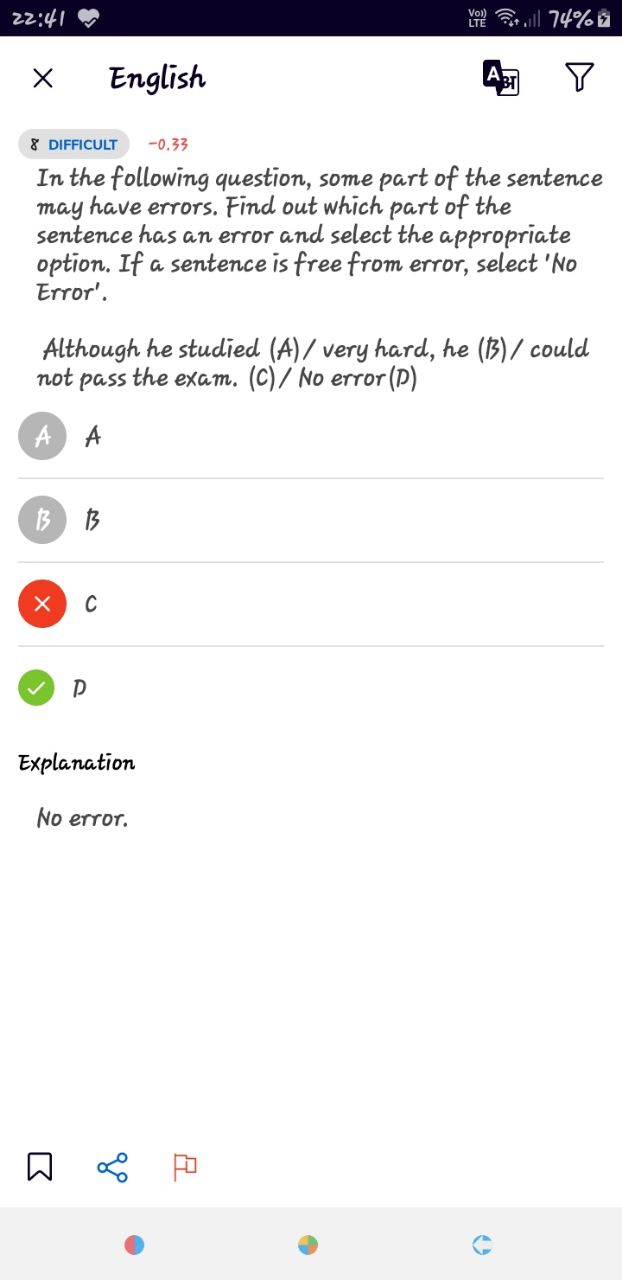 22:41
Vo)) LTE 74%
English
A BT
8 DIFFICULT -0.33
In the following question, some part of the sentence
may have errors. Find out which part of the
sentence has an error and select the appropriate
option. If a sentence is free from error, select 'No
Error'.
Although he studied (A)/ very hard, he (B)/ could
not pass the exam. (C)/ No error(D)
A A
B B
C
D
Explanation
No error.